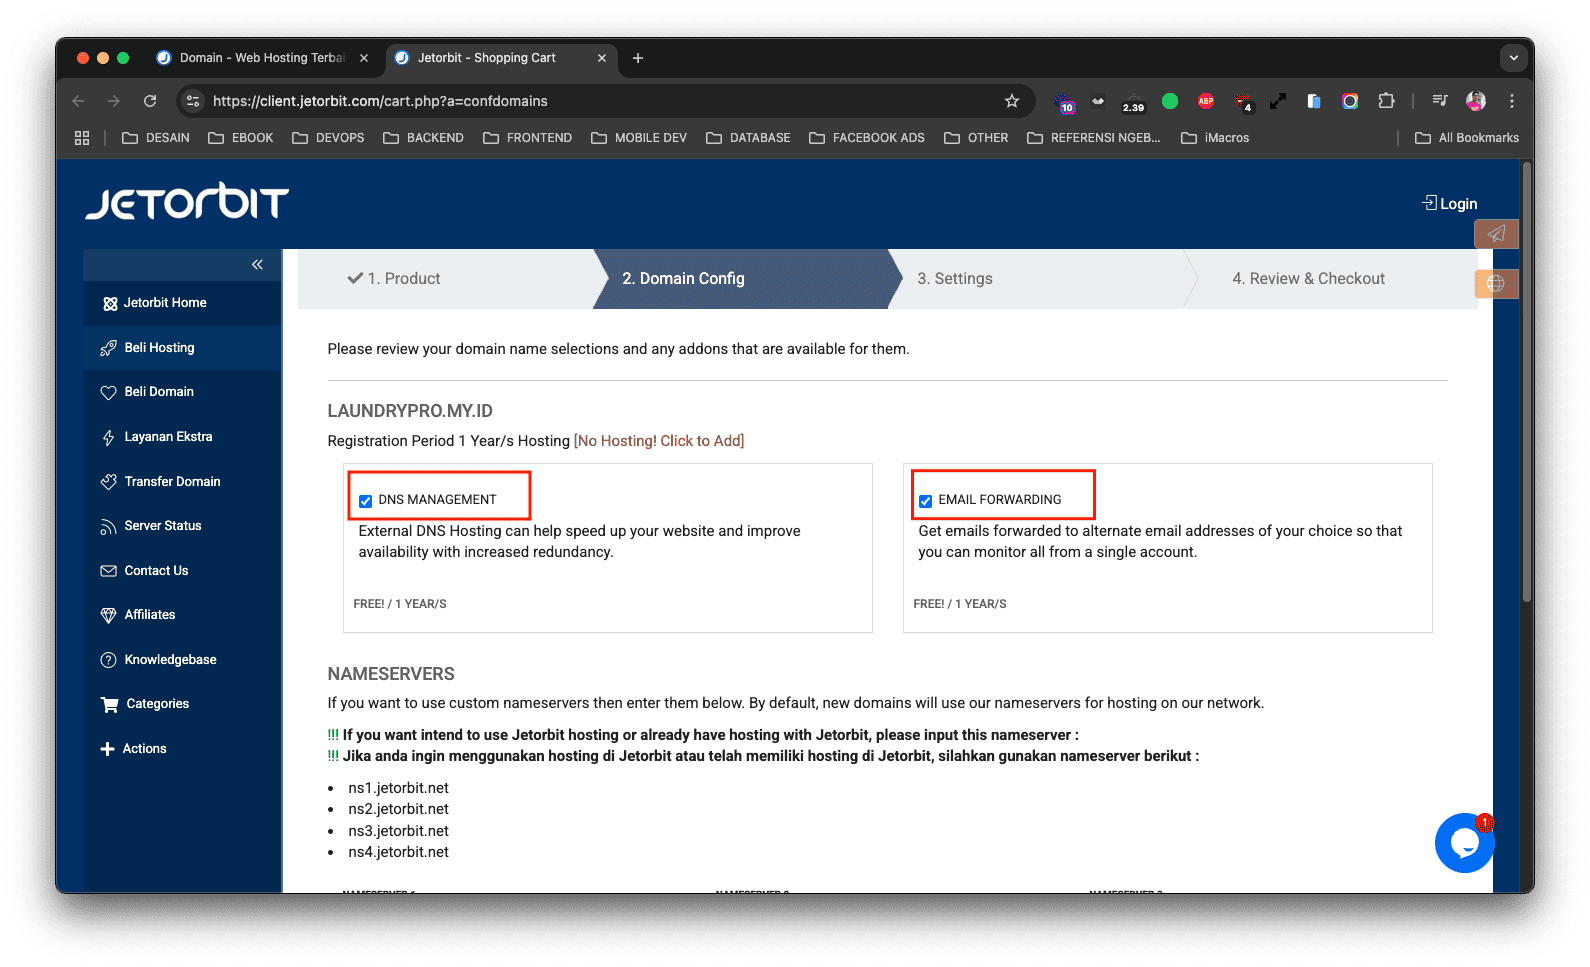 Domain - Web Hosting Terbai
Jetorbit - Shopping Cart
https://client.jetorbit.com/cart.php?a=confdomains
10
2.39
ABP
4
DESAIN
EBOOK
DEVOPS
BACKEND
FRONTEND
MOBILE DEV
DATABASE
FACEBOOK ADS
OTHER
REFERENSI NGEB...
iMacros
All Bookmarks
JETORBIT
Login
1. Product
2. Domain Config
3. Settings
4. Review & Checkout
Jetorbit Home
Beli Hosting
Beli Domain
Layanan Ekstra
Transfer Domain
Server Status
Contact Us
Affiliates
Knowledgebase
Categories
Actions
Please review your domain name selections and any addons that are available for them.
LAUNDRYPRO.MY.ID
Registration Period 1 Year/s Hosting [No Hosting! Click to Add]
DNS MANAGEMENT
External DNS Hosting can help speed up your website and improve
availability with increased redundancy.
FREE! / 1 YEAR/S
EMAIL FORWARDING
Get emails forwarded to alternate email addresses of your choice so that
you can monitor all from a single account.
FREE! / 1 YEAR/S
NAMESERVERS
If you want to use custom nameservers then enter them below. By default, new domains will use our nameservers for hosting on our network.
!!! If you want intend to use Jetorbit hosting or already have hosting with Jetorbit, please input this nameserver :
!!! Jika anda ingin menggunakan hosting di Jetorbit atau telah memiliki hosting di Jetorbit, silahkan gunakan nameserver berikut :
• ns1.jetorbit.net
• ns2.jetorbit.net
• ns3.jetorbit.net
• ns4.jetorbit.net
1